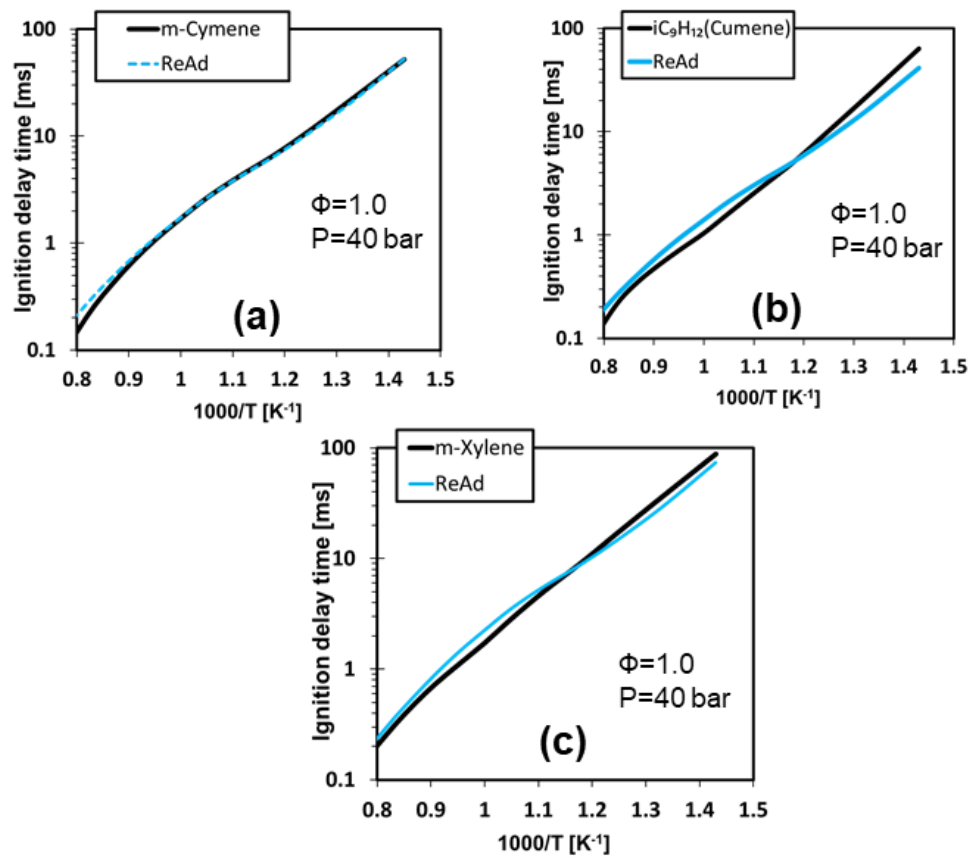 m-Cymene
ReAd
Ignition delay time [ms]
100
10
1
0.1
Φ=1.0
P=40 bar
(a)
0.8 0.9 1 1.1 1.2 1.3 1.4 1.5
1000/T [K⁻¹]
iC₉H₁₂(Cumene)
ReAd
Ignition delay time [ms]
100
10
1
0.1
Φ=1.0
P=40 bar
(b)
0.8 0.9 1 1.1 1.2 1.3 1.4 1.5
1000/T [K⁻¹]
m-Xylene
ReAd
Ignition delay time [ms]
100
10
1
0.1
Φ=1.0
P=40 bar
(c)
0.8 0.9 1 1.1 1.2 1.3 1.4 1.5
1000/T [K⁻¹]